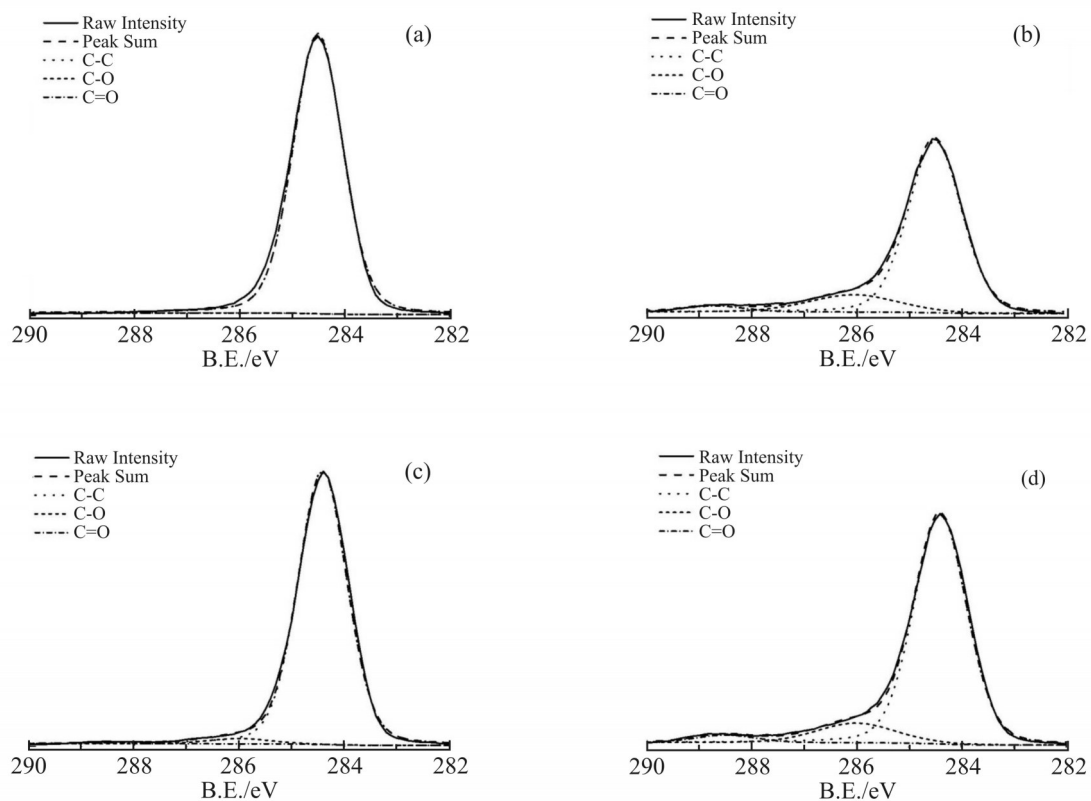 Raw Intensity
Peak Sum
C-C
C-O
C=O
(a)
290 288 286 284 282
B.E./eV
Raw Intensity
Peak Sum
C-C
C-O
C=O
(b)
290 288 286 284 282
B.E./eV
Raw Intensity
Peak Sum
C-C
C-O
C=O
(c)
290 288 286 284 282
B.E./eV
Raw Intensity
Peak Sum
C-C
C-O
C=O
(d)
290 288 286 284 282
B.E./eV